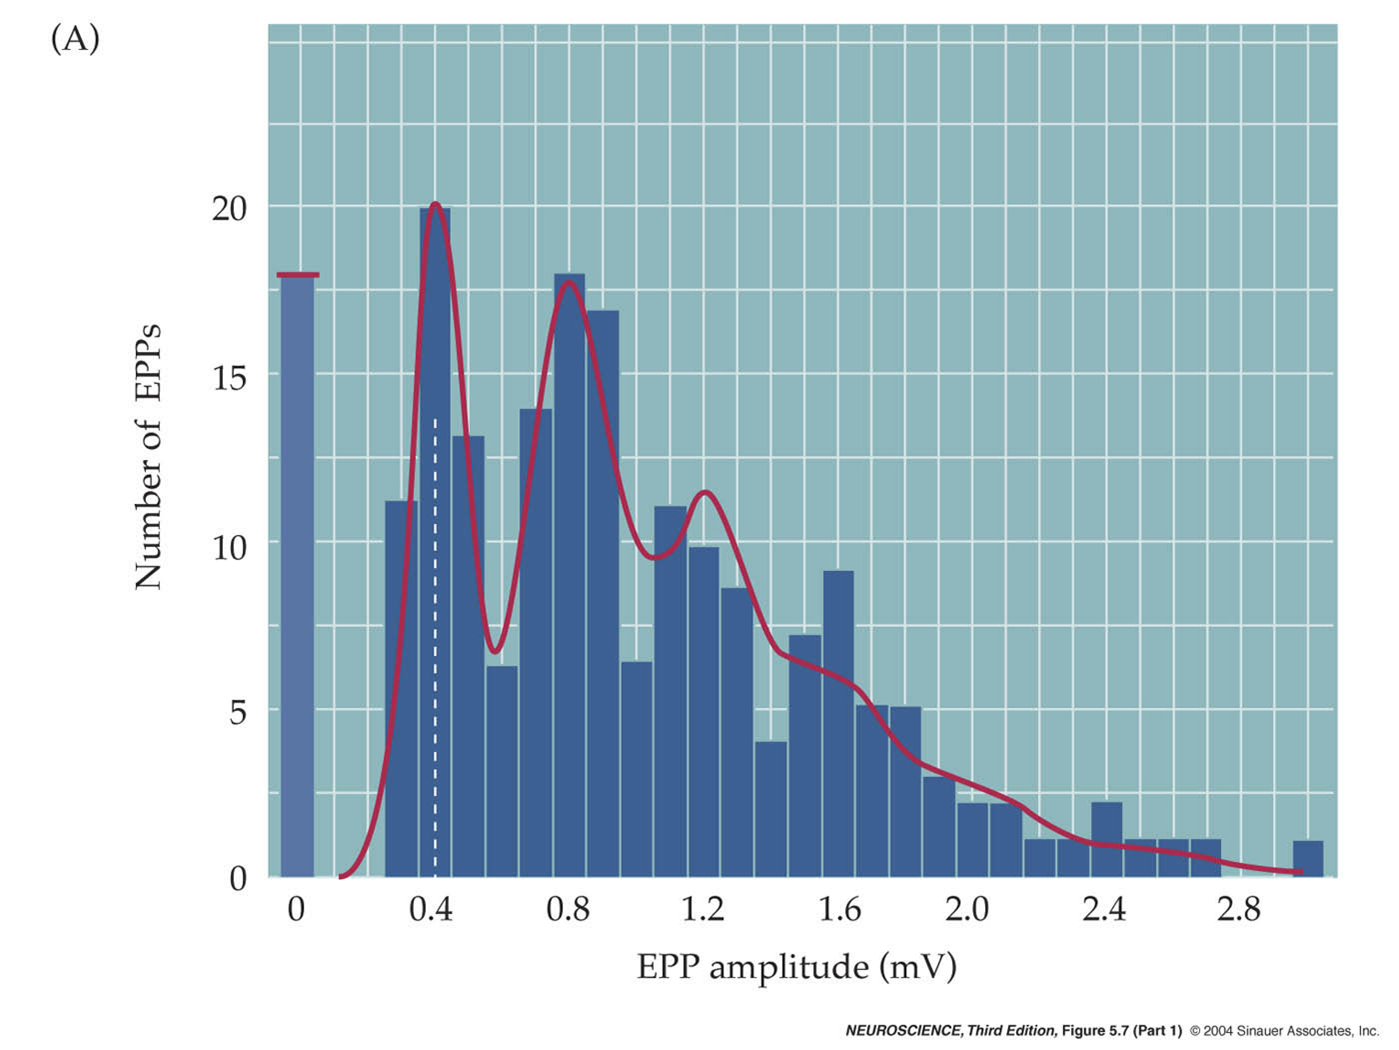 (A)
Number of EPPs
20
15
10
5
0
0 0.4 0.8 1.2 1.6 2.0 2.4 2.8
EPP amplitude (mV)
NEUROSCIENCE, Third Edition, Figure 5.7 (Part 1) © 2004 Sinauer Associates, Inc.